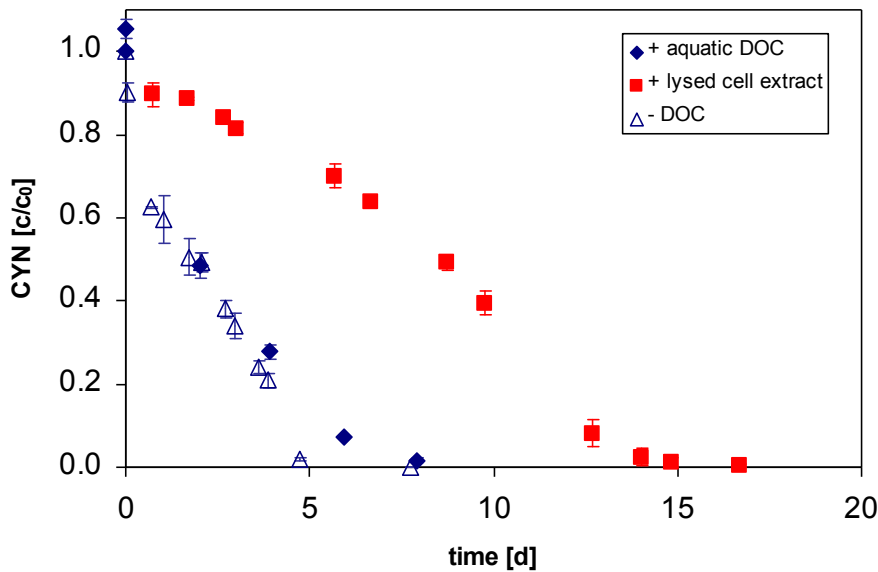 1.0
0.8
0.6
0.4
0.2
0.0
CYN [c/c0]
0
5
10
15
20
time [d]
+ aquatic DOC
+ lysed cell extract
- DOC